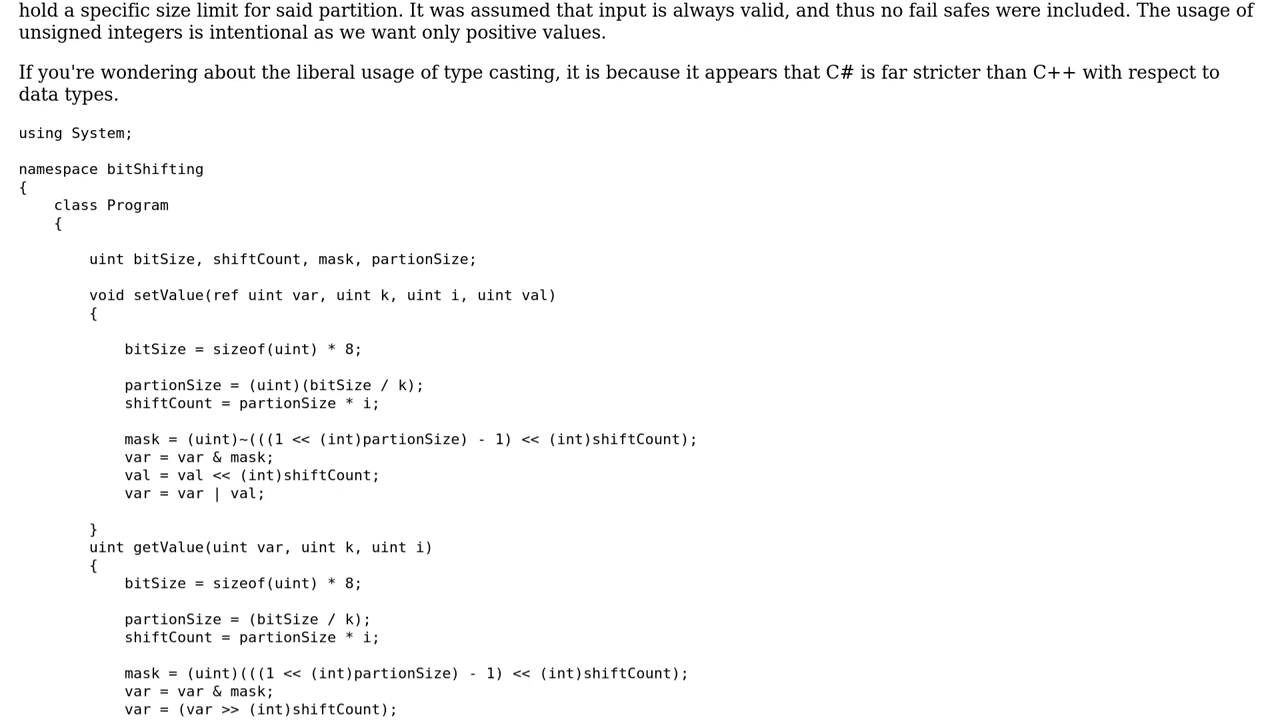 hold a specific size limit for said partition. It was assumed that input is always valid, and thus no fail safes were included. The usage of
unsigned integers is intentional as we want only positive values.
If you're wondering about the liberal usage of type casting, it is because it appears that C# is far stricter than C++ with respect to
data types.
using System;
namespace bitShifting
{
    class Program
    {
        uint bitSize, shiftCount, mask, partionSize;
        void setValue(ref uint var, uint k, uint i, uint val)
        {
            bitSize = sizeof(uint) * 8;
            partionSize = (uint)(bitSize / k);
            shiftCount = partionSize * i;
            mask = (uint)~(((1 << (int)partionSize) - 1) << (int)shiftCount);
            var = var & mask;
            val = val << (int)shiftCount;
            var = var | val;
        }
        uint getValue(uint var, uint k, uint i)
        {
            bitSize = sizeof(uint) * 8;
            partionSize = (bitSize / k);
            shiftCount = partionSize * i;
            mask = (uint)(((1 << (int)partionSize) - 1) << (int)shiftCount);
            var = var & mask;
            var = (var >> (int)shiftCount);